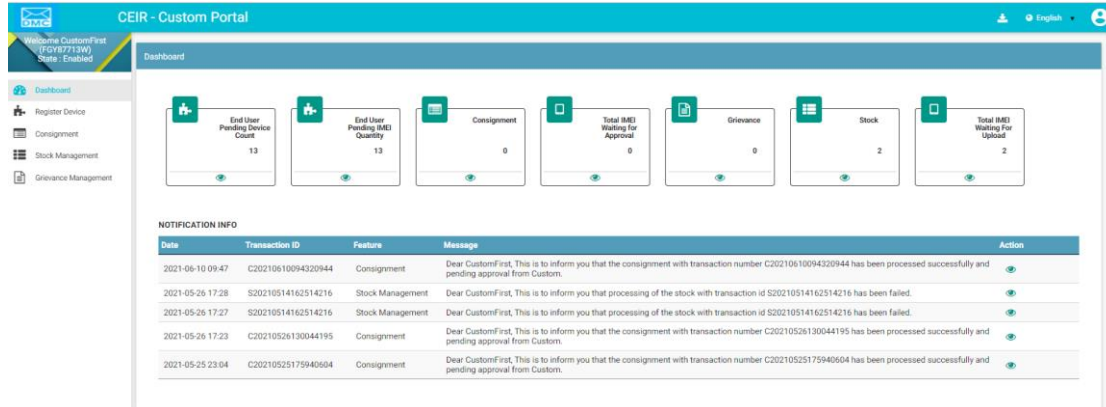 DMC
CEIR - Custom Portal
English
Welcome CustomFirst
(FGY87713W)
State : Enabled
Dashboard
Dashboard
Register Device
Consignment
Stock Management
Grievance Management
End User
Pending Device
Count
13
End User
Pending IMEI
Quantity
13
Consignment
0
Total IMEI
Waiting for
Approval
0
Grievance
0
Stock
2
Total IMEI
Waiting For
Upload
2
NOTIFICATION INFO
Date Transaction ID Feature Message Action
2021-06-10 09:47 C20210610094320944 Consignment Dear CustomFirst, This is to inform you that the consignment with transaction number C20210610094320944 has been processed successfully and
pending approval from Custom.
2021-05-26 17:28 S20210514162514216 Stock Management Dear CustomFirst, This is to inform you that processing of the stock with transaction id S20210514162514216 has been failed.
2021-05-26 17:27 S20210514162514216 Stock Management Dear CustomFirst, This is to inform you that processing of the stock with transaction id S20210514162514216 has been failed.
2021-05-26 17:23 C20210526130044195 Consignment Dear CustomFirst, This is to inform you that the consignment with transaction number C20210526130044195 has been processed successfully and
pending approval from Custom.
2021-05-25 23:04 C20210525175940604 Consignment Dear CustomFirst, This is to inform you that the consignment with transaction number C20210525175940604 has been processed successfully and
pending approval from Custom.